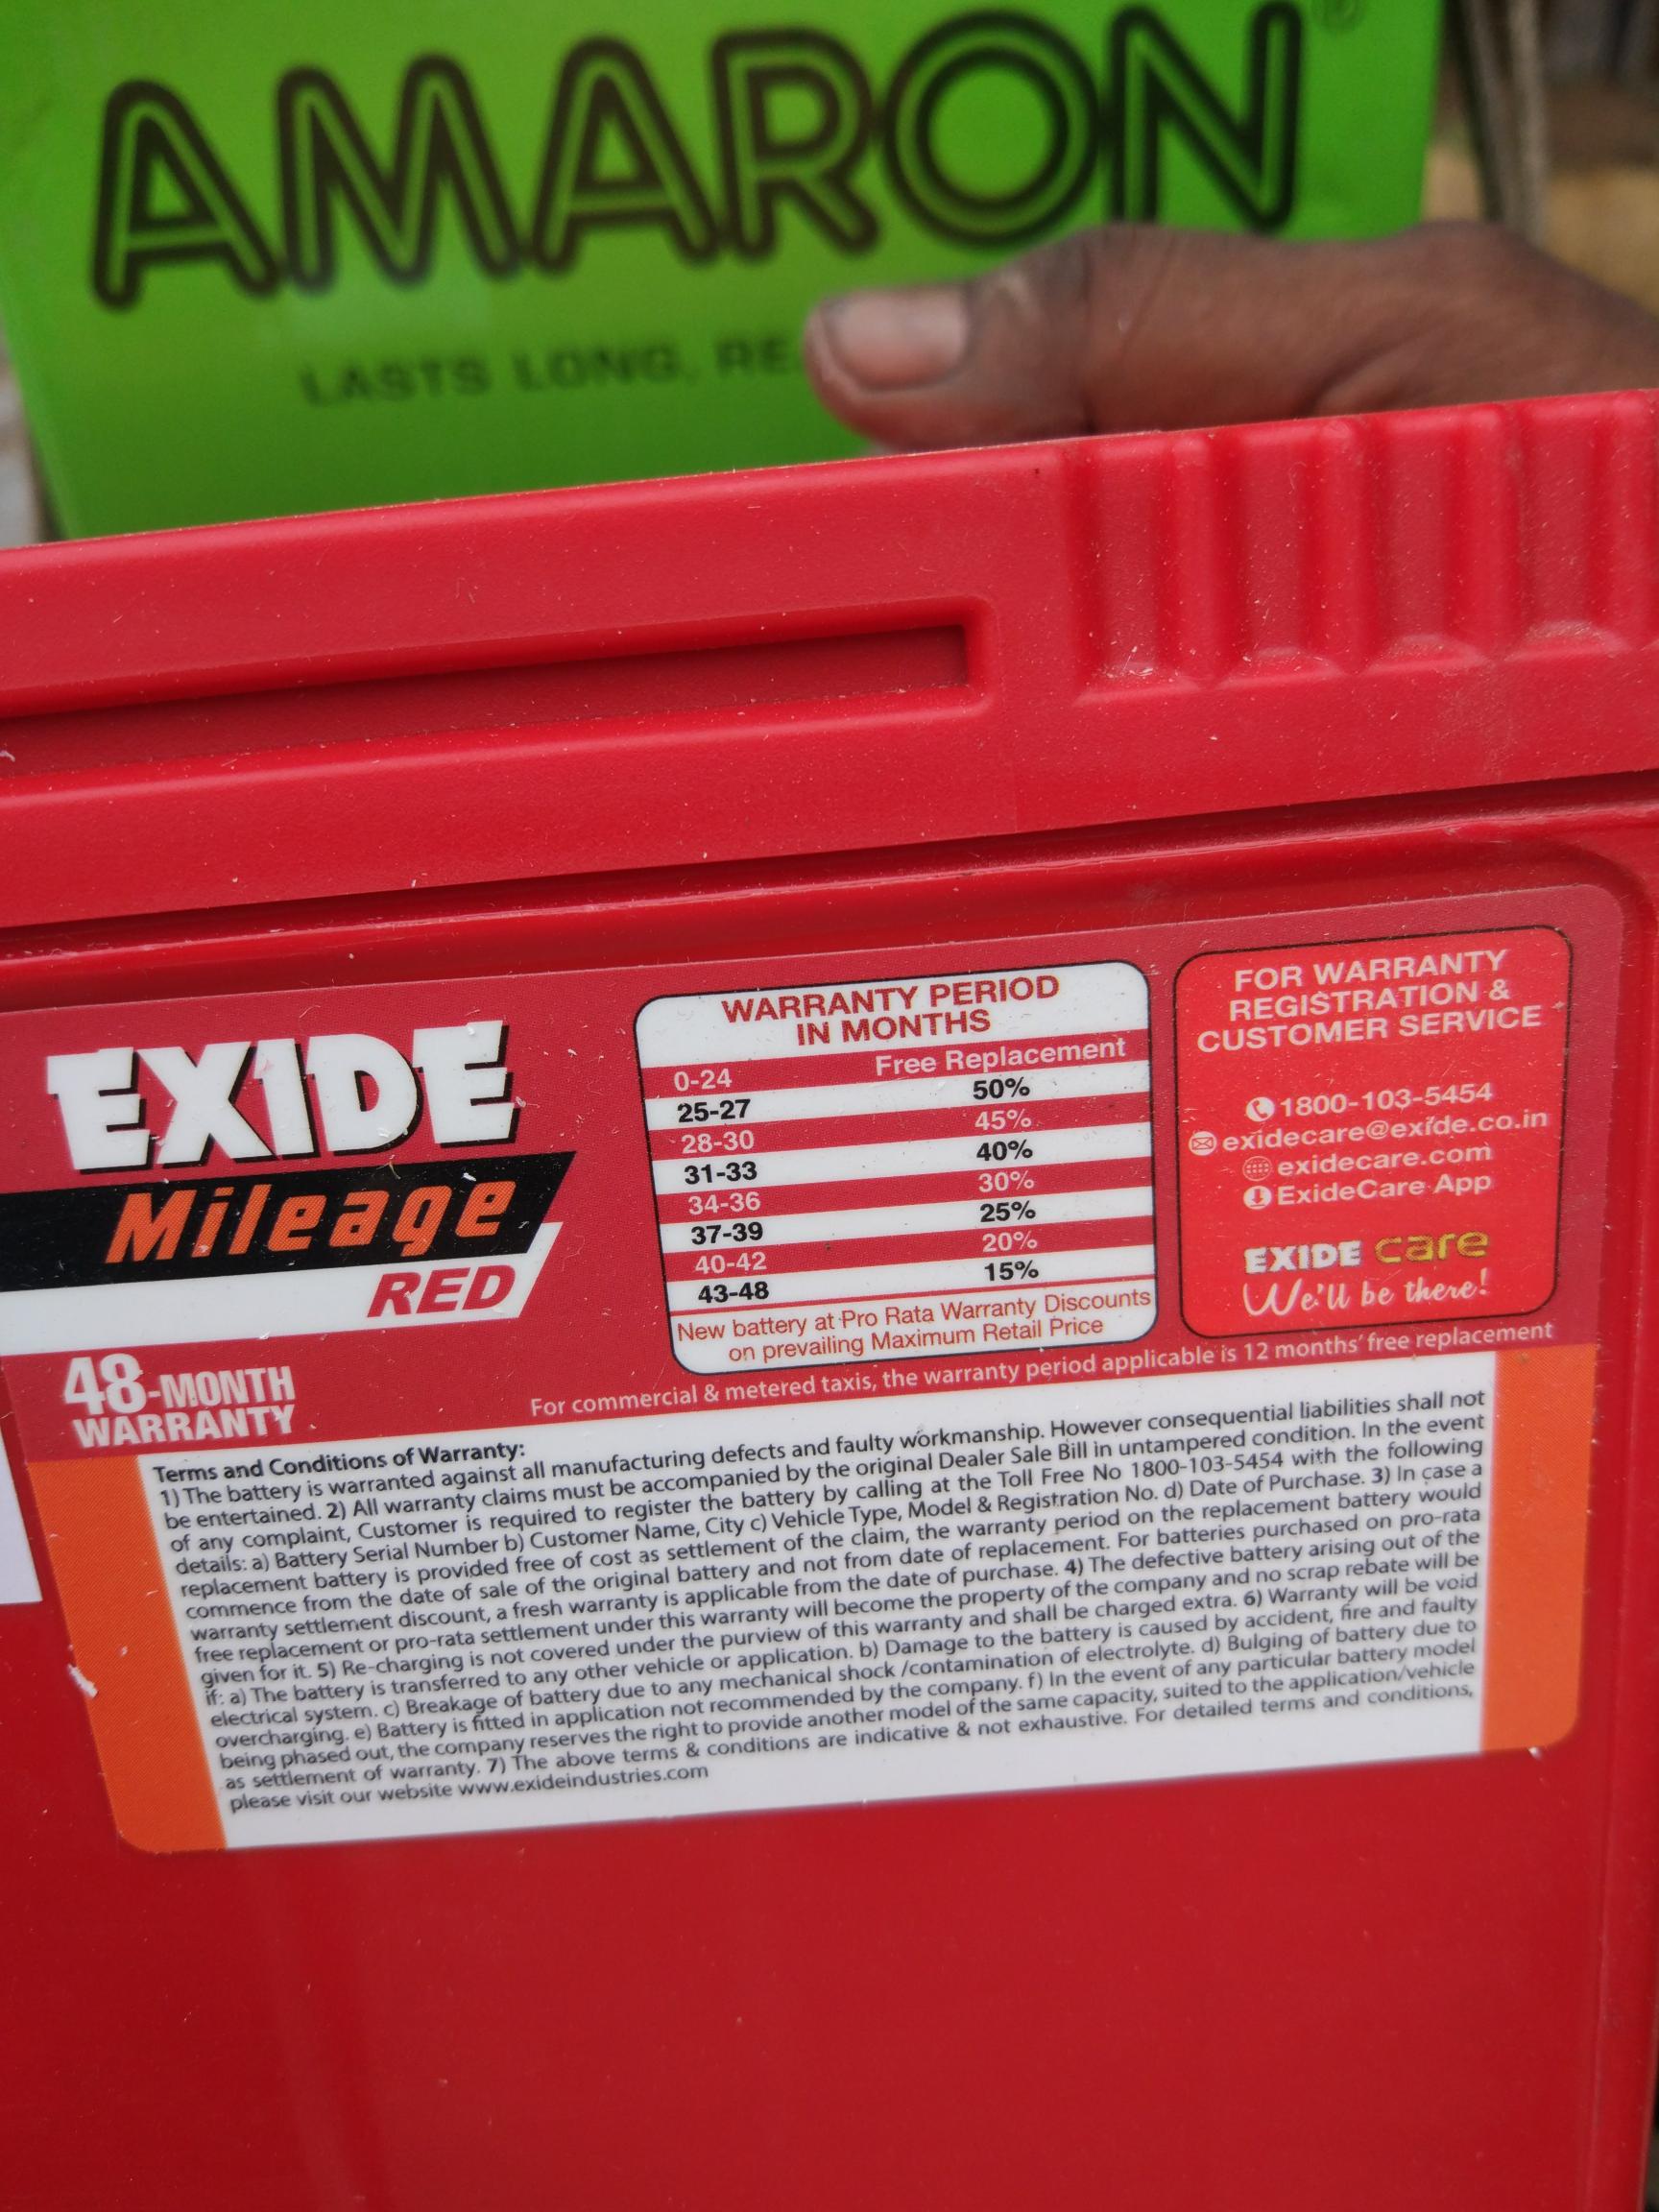 AMARON
LASTS LONG, RE
EXIDE
Mileage
RED
48-MONTH
WARRANTY
WARRANTY PERIOD
IN MONTHS
0-24 Free Replacement
25-27 50%
28-30 45%
31-33 40%
34-36 30%
37-39 25%
40-42 20%
43-48 15%
New battery at Pro Rata Warranty Discounts
on prevailing Maximum Retail Price
FOR WARRANTY
REGISTRATION &
CUSTOMER SERVICE
1800-103-5454
exidecare@exide.co.in
exidecare.com
ExideCare App
EXIDE care
We'll be there!
For commercial & metered taxis, the warranty period applicable is 12 months' free replacement
Terms and Conditions of Warranty:
1) The battery is warranted against all manufacturing defects and faulty workmanship. However consequential liabilities shall not
be entertained. 2) All warranty claims must be accompanied by the original Dealer Sale Bill in untampered condition. In the event
of any complaint, Customer is required to register the battery by calling at the Toll Free No 1800-103-5454 with the following
details: a) Battery Serial Number b) Customer Name, City c) Vehicle Type, Model & Registration No. d) Date of Purchase. 3) In case a
replacement battery is provided free of cost as settlement of the claim, the warranty period on the replacement battery would
commence from the date of sale of the original battery and not from date of replacement. For batteries purchased on pro-rata
warranty settlement discount, a fresh warranty is applicable from the date of purchase. 4) The defective battery arising out of the
free replacement or pro-rata settlement under this warranty will become the property of the company and no scrap rebate will be
given for it. 5) Re-charging is not covered under the purview of this warranty and shall be charged extra. 6) Warranty will be void
if: a) The battery is transferred to any other vehicle or application. b) Damage to the battery is caused by accident, fire and faulty
electrical system. c) Breakage of battery due to any mechanical shock /contamination of electrolyte. d) Bulging of battery due to
overcharging. e) Battery is fitted in application not recommended by the company. f) In the event of any particular battery model
being phased out, the company reserves the right to provide another model of the same capacity, suited to the application/vehicle
as settlement of warranty. 7) The above terms & conditions are indicative & not exhaustive. For detailed terms and conditions,
please visit our website www.exideindustries.com